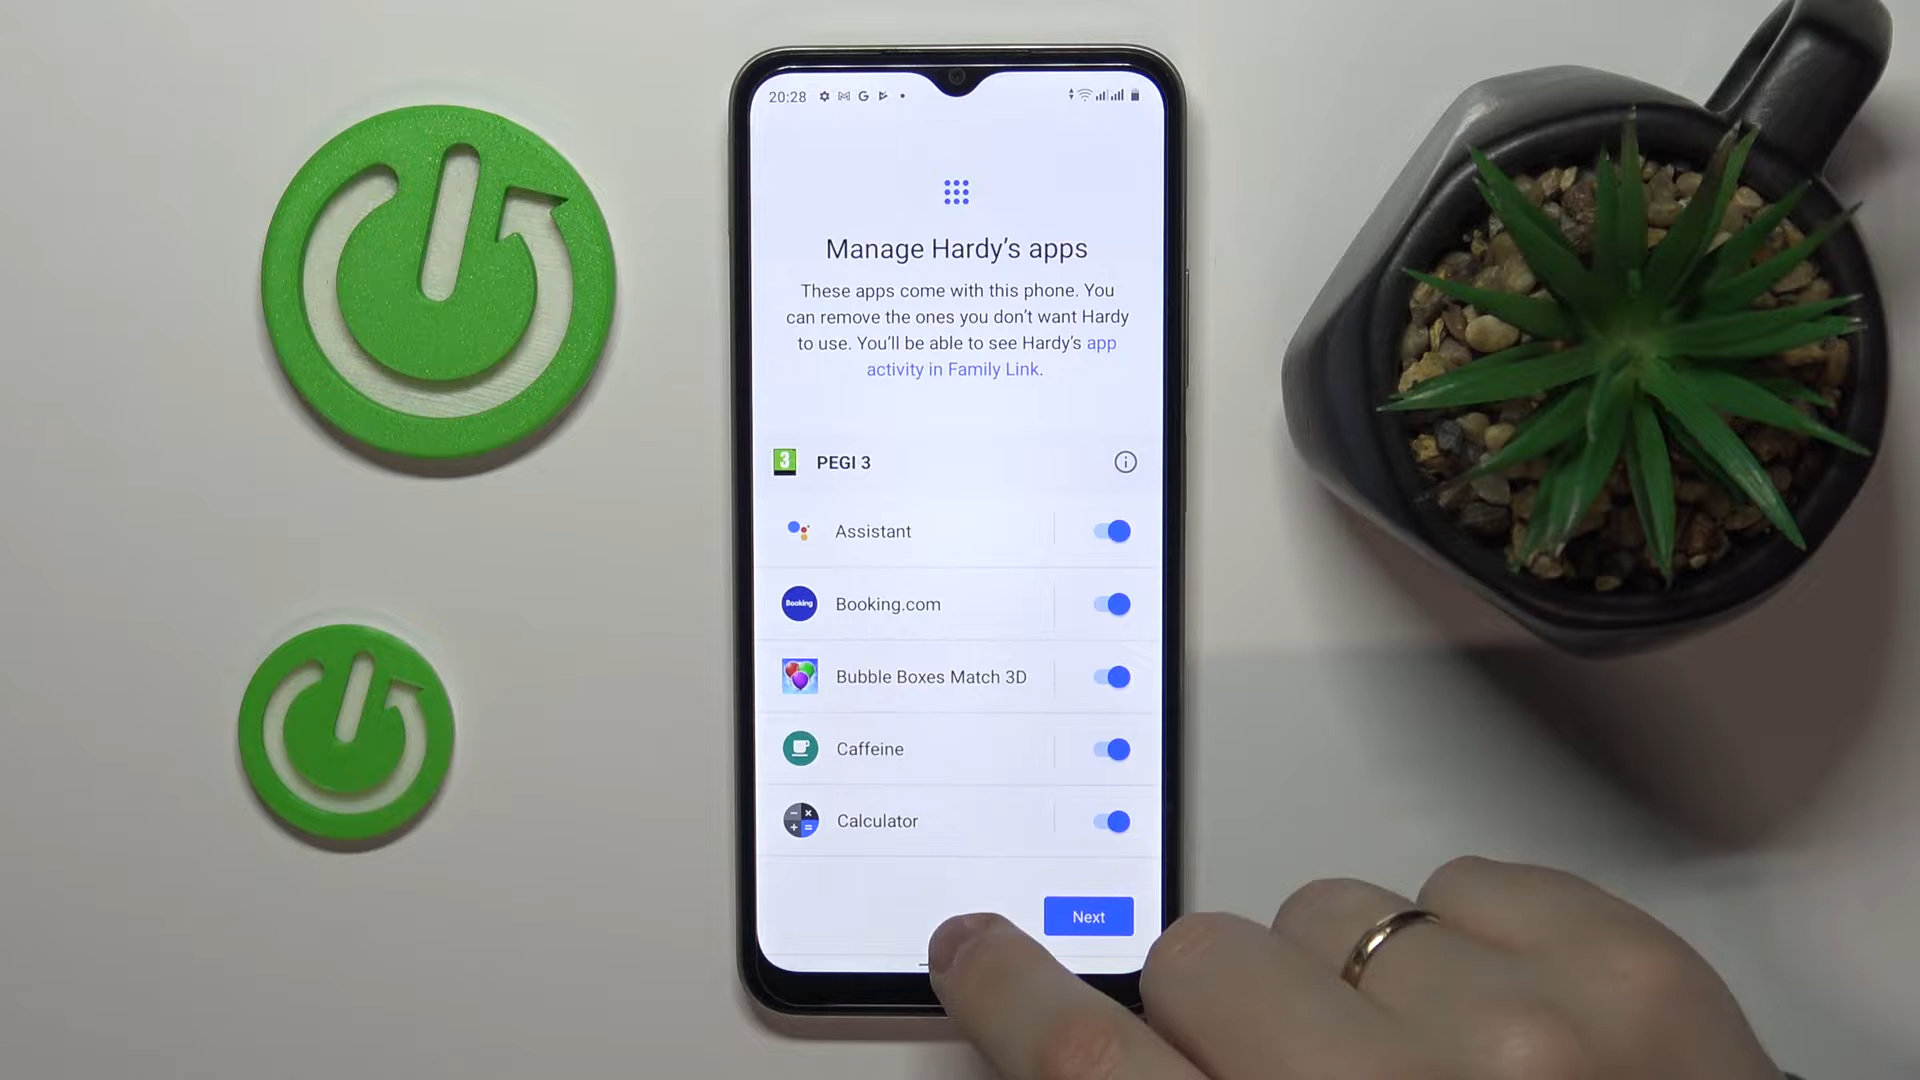 20:28
Manage Hardy's apps
These apps come with this phone. You
can remove the ones you don't want Hardy
to use. You'll be able to see Hardy's app
activity in Family Link.
3 PEGI 3
Assistant
Booking Booking.com
Bubble Boxes Match 3D
Caffeine
Calculator
Next